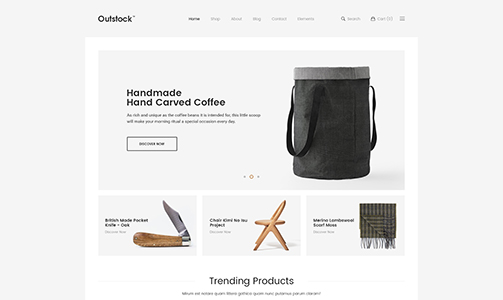 Outstock
Home Shop About Blog Contact Elements Search Cart (0)
Handmade
Hand Carved Coffee
As rich and unique as the coffee beans it is intended for, this little scoop
will make your morning ritual a special occasion every day.
DISCOVER NOW
British Made Pocket
Knife - Oak
Discover Now
Chair Kimi No Isu
Project
Discover Now
Merino Lambswool
Scarf Moss
Discover Now
Trending Products
Mirum est notare quam littera gothica quam nunc putamus parum claram!